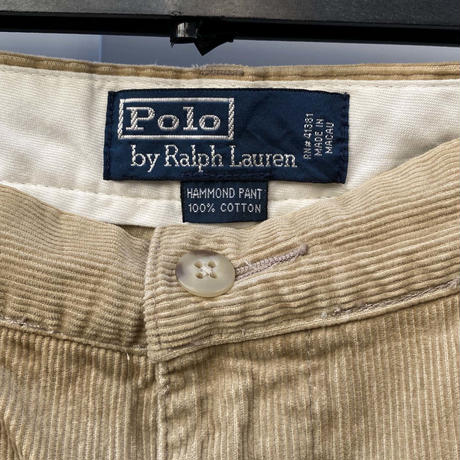 Polo
by Ralph Lauren
RN# 41381
MADE IN
MACAU
HAMMOND PANT
100% COTTON